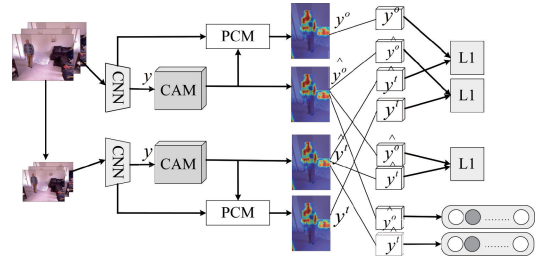 PCM
y^o
y^o
CNN
y
CAM
ŷ^o
ŷ^o
L1
ŷ^t
L1
y^t
CNN
y
CAM
ŷ^t
ŷ^o
ŷ^t
L1
PCM
y^t
ŷ^o
........
ŷ^t
........